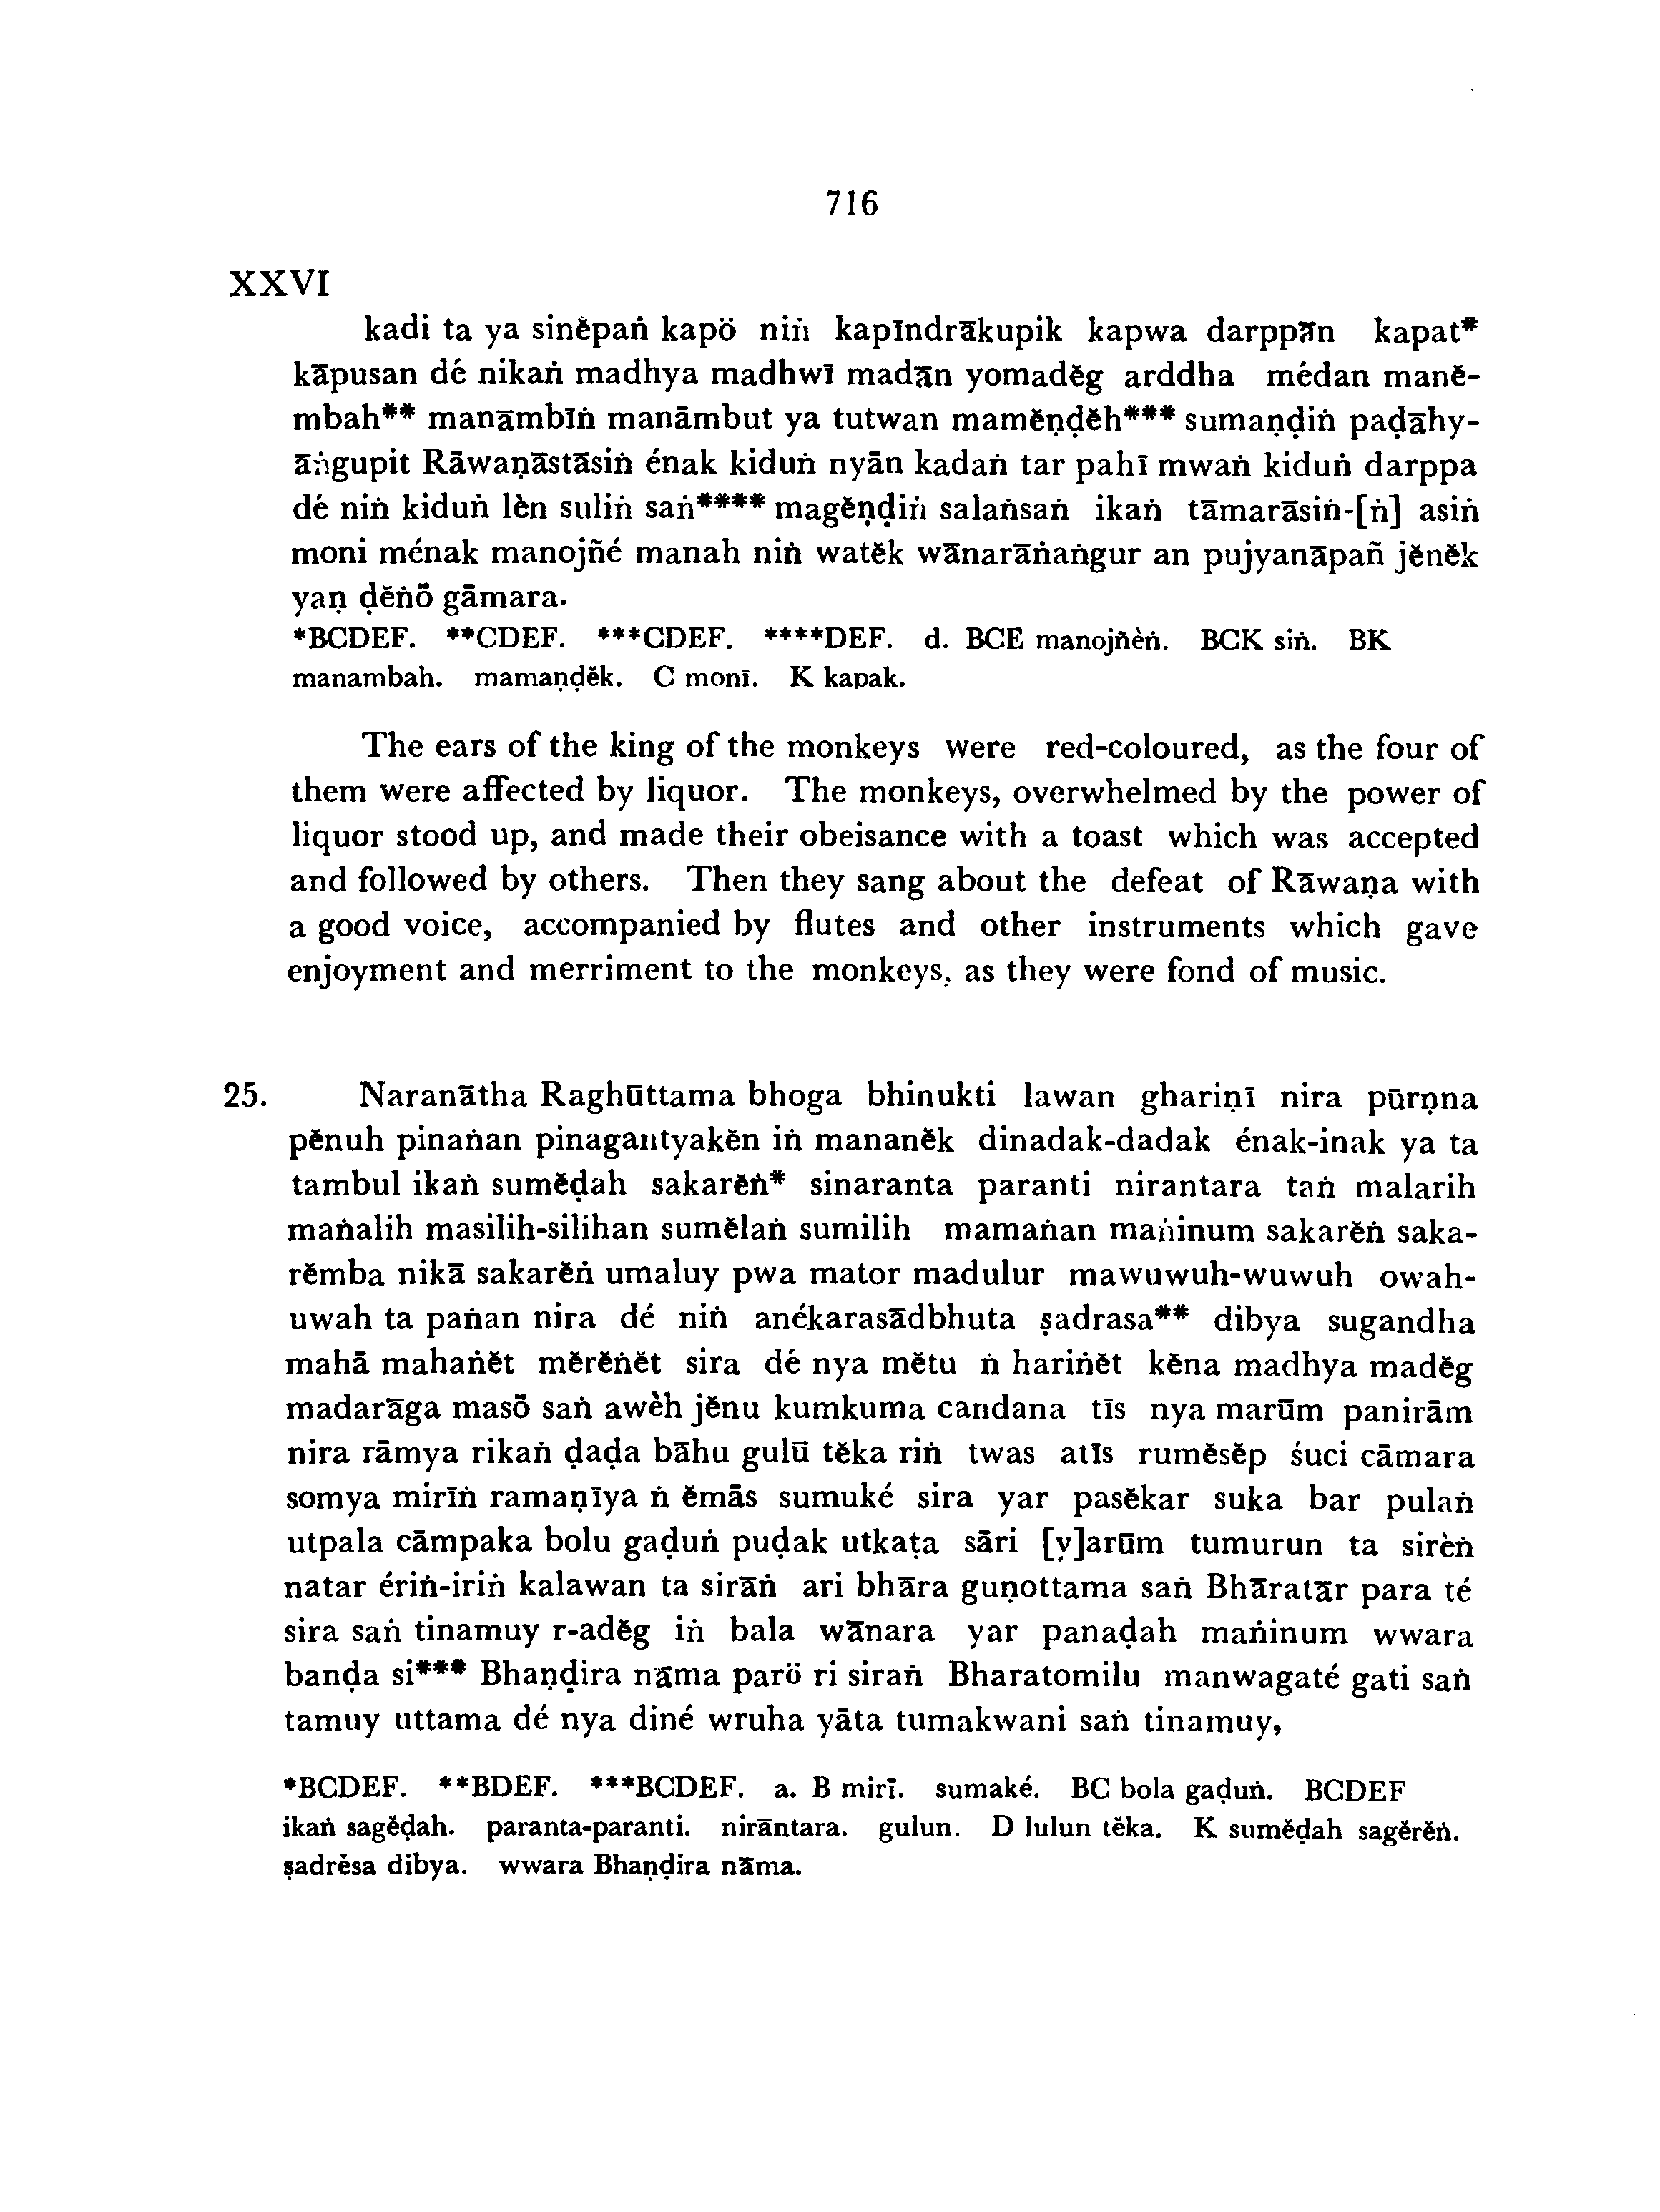 716
XXVI
kadi ta ya sinĕpaṅ kapö niṅ kapīndrākupik kapwa darppān kapat*
kāpusan dé nikaṅ madhya madhwī madān yomadĕg arddha médan manĕ-
mbah** manāmbīṅ manāmbut ya tutwan mamĕṇḍĕh*** sumaṇḍiṅ paḍāhy-
āṅgupit Rāwaṇāstāsiṅ énak kiduṅ nyān kadaṅ tar pahī mwaṅ kiduṅ darppa
dé niṅ kiduṅ lèn suliṅ saṅ**** magĕṇḍiṅ salaṅsaṅ ikaṅ tāmarāsiṅ-[ṅ] asiṅ
moni ménak manojñé manah niṅ watĕk wānarāṅaṅgur an pujyanāpañ jĕnĕk
yaṇ ḍĕṅȫ gāmara.
*BCDEF. **CDEF. ***CDEF. ****DEF. d. BCE manojñèṅ. BCK siṅ. BK
manambah. mamaṇḍĕk. C monī. K kapak.
The ears of the king of the monkeys were red-coloured, as the four of
them were affected by liquor. The monkeys, overwhelmed by the power of
liquor stood up, and made their obeisance with a toast which was accepted
and followed by others. Then they sang about the defeat of Rāwaṇa with
a good voice, accompanied by flutes and other instruments which gave
enjoyment and merriment to the monkeys, as they were fond of music.
25. Naranātha Raghūttama bhoga bhinukti lawan ghariṇī nira pūrṇna
pĕnuh pinaṅan pinagantyakĕn iṅ mananĕk dinadak-dadak énak-inak ya ta
tambul ikaṅ sumĕḍah sakarĕṅ* sinaranta paranti nirantara taṅ malarih
maṅalih masilih-silihan sumĕlaṅ sumilih mamaṅan maṅinum sakarĕṅ saka-
rĕmba nikā sakarĕṅ umaluy pwa mator madulur mawuwuh-wuwuh owah-
uwah ta paṅan nira dé niṅ anékarasādbhuta ṣadrasa** dibya sugandha
mahā mahaṅĕt mĕrĕṅĕt sira dé nya mĕtu ṅ hariṅĕt kĕna madhya madĕg
madarāga masȫ saṅ awèh jĕnu kumkuma candana tīs nya marūm panirām
nira rāmya rikaṅ ḍaḍa bāhu gulū tĕka riṅ twas atīs rumĕsĕp śuci cāmara
somya mirīṅ ramaṇīya ṅ ĕmās sumuké sira yar pasĕkar suka bar pulaṅ
utpala cāmpaka bolu gaḍuṅ puḍak utkaṭa sāri [y]arūm tumurun ta sirèṅ
natar ériṅ-iriṅ kalawan ta sirāṅ ari bhāra guṇottama saṅ Bhāratār para té
sira saṅ tinamuy r-adĕg iṅ bala wānara yar panaḍah maṅinum wwara
banḍa si*** Bhaṇḍira nāma parö ri siraṅ Bharatomilu manwagaté gati saṅ
tamuy uttama dé nya diné wruha yāta tumakwani saṅ tinamuy,
*BCDEF. **BDEF. ***BCDEF. a. B mirī. sumaké. BC bola gaḍuṅ. BCDEF
ikaṅ sagĕḍah. paranta-paranti. nirāntara. gulun. D lulun tĕka. K sumĕḍah sagĕrĕṅ.
ṣadrĕsa dibya. wwara Bhaṇḍira nāma.